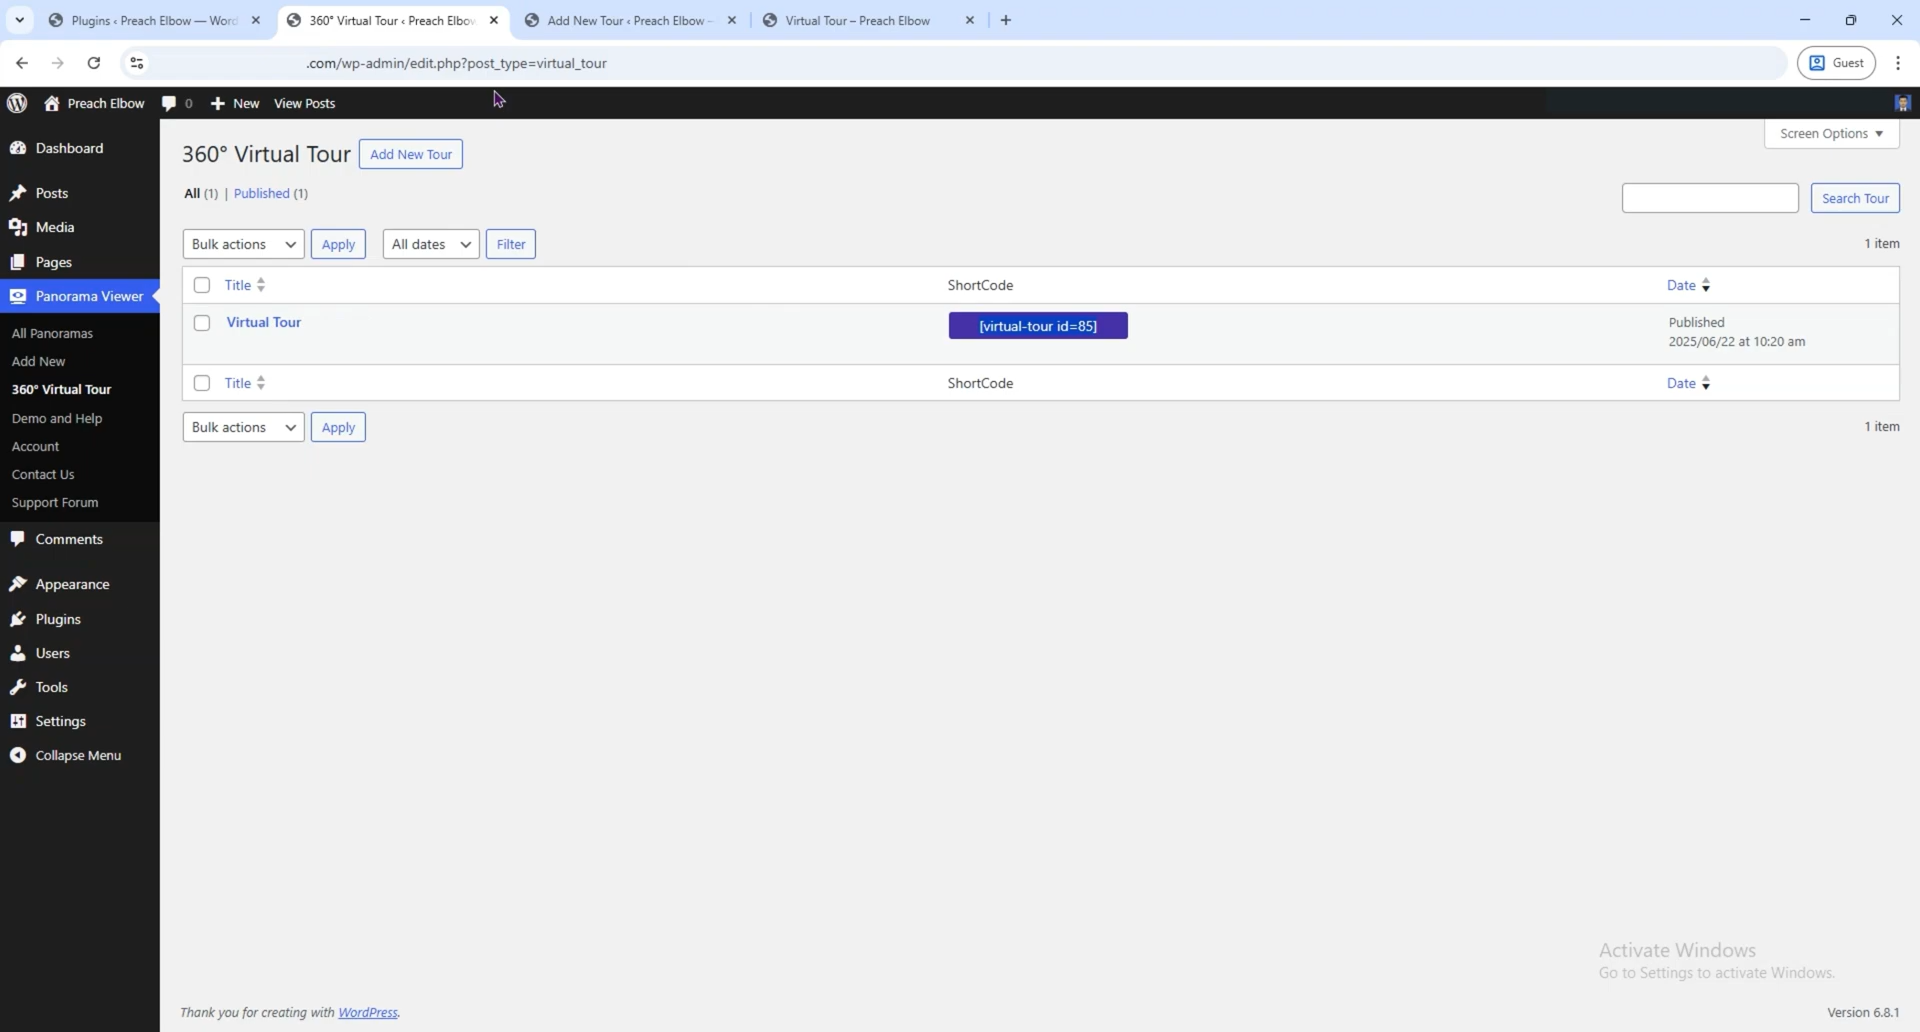 Plugins ‹ Preach Elbow — Word
360° Virtual Tour ‹ Preach Elbow
Add New Tour ‹ Preach Elbow –
Virtual Tour – Preach Elbow
.com/wp-admin/edit.php?post_type=virtual_tour
Guest
Preach Elbow
0
New
View Posts
Screen Options
Dashboard
Posts
Media
Pages
Panorama Viewer
All Panoramas
Add New
360° Virtual Tour
Demo and Help
Account
Contact Us
Support Forum
Comments
Appearance
Plugins
Users
Tools
Settings
Collapse Menu
360° Virtual Tour
Add New Tour
All (1) | Published (1)
Search Tour
Bulk actions
Apply
All dates
Filter
1 item
Title
ShortCode
Date
Virtual Tour
[virtual-tour id=85]
Published
2025/06/22 at 10:20 am
Title
ShortCode
Date
Bulk actions
Apply
1 item
Activate Windows
Go to Settings to activate Windows.
Thank you for creating with WordPress.
Version 6.8.1